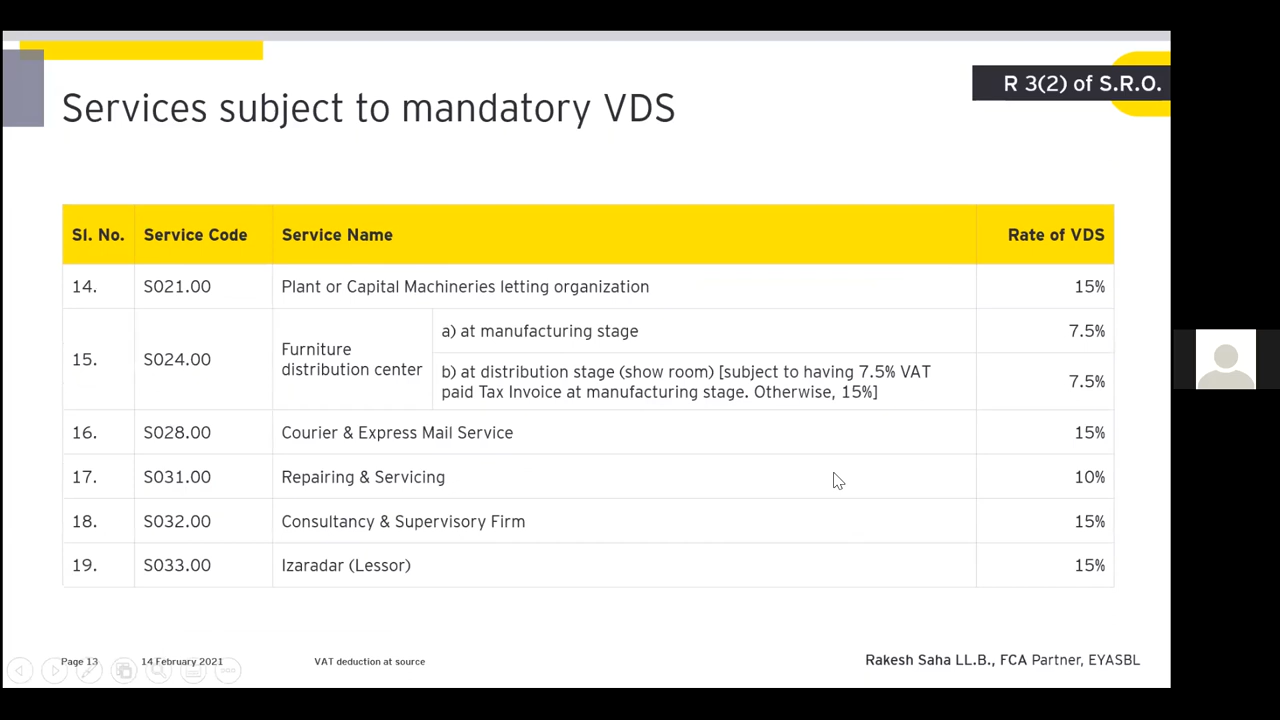 R 3(2) of S.R.O.
Services subject to mandatory VDS
Sl. No. Service Code Service Name Rate of VDS
14. S021.00 Plant or Capital Machineries letting organization 15%
15. S024.00 Furniture distribution center
a) at manufacturing stage 7.5%
b) at distribution stage (show room) [subject to having 7.5% VAT
paid Tax Invoice at manufacturing stage. Otherwise, 15%] 7.5%
16. S028.00 Courier & Express Mail Service 15%
17. S031.00 Repairing & Servicing 10%
18. S032.00 Consultancy & Supervisory Firm 15%
19. S033.00 Izaradar (Lessor) 15%
Page 13 14 February 2021 VAT deduction at source Rakesh Saha LL.B., FCA Partner, EYASBL